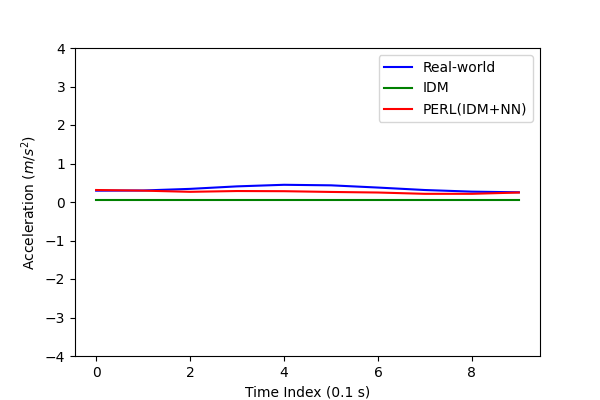 4
3
2
1
0
−1
−2
−3
−4
Acceleration (m/s²)
Real-world
IDM
PERL(IDM+NN)
0 2 4 6 8
Time Index (0.1 s)